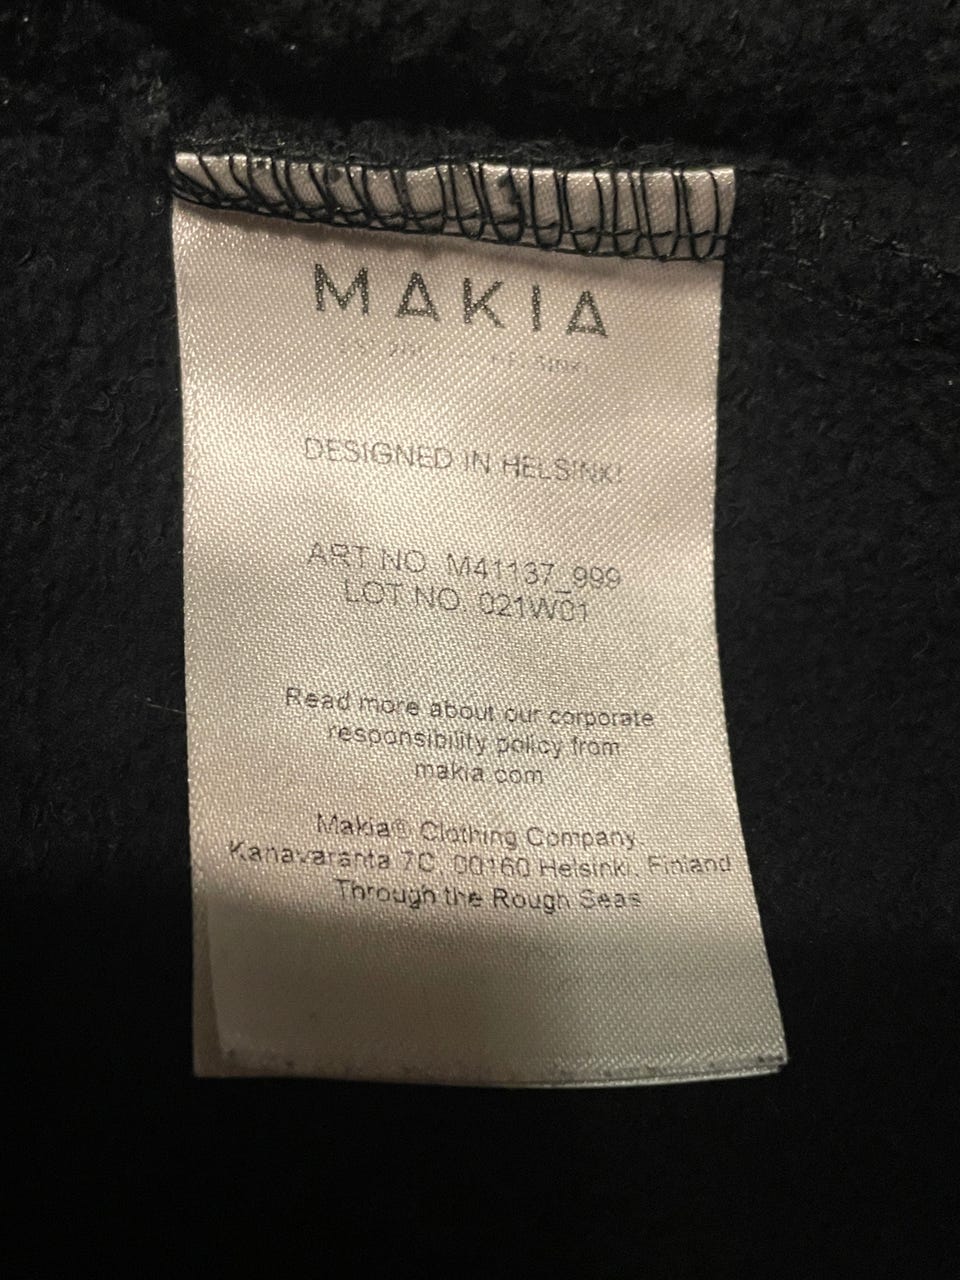 MAKIA
HELSINKI
DESIGNED IN HELSINKI
ART NO. M41137_999
LOT NO. 021W01
Read more about our corporate
responsibility policy from
makia.com
Makia® Clothing Company
Kanavaranta 7C, 00160 Helsinki, Finland
Through the Rough Seas